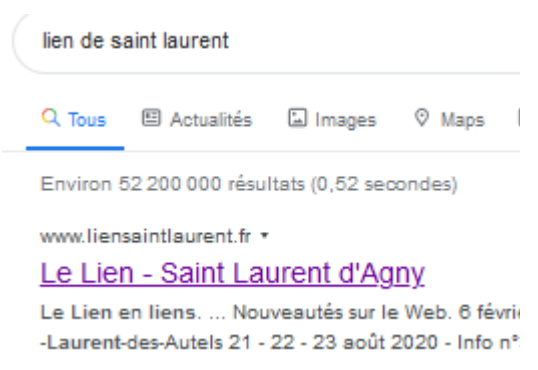 lien de saint laurent
Tous Actualités Images Maps
Environ 52 200 000 résultats (0,52 secondes)
www.liensaintlaurent.fr
Le Lien - Saint Laurent d'Agny
Le Lien en liens. ... Nouveautés sur le Web. 6
-Laurent-des-Autels 21 - 22 - 23 août 2020 - Info n°